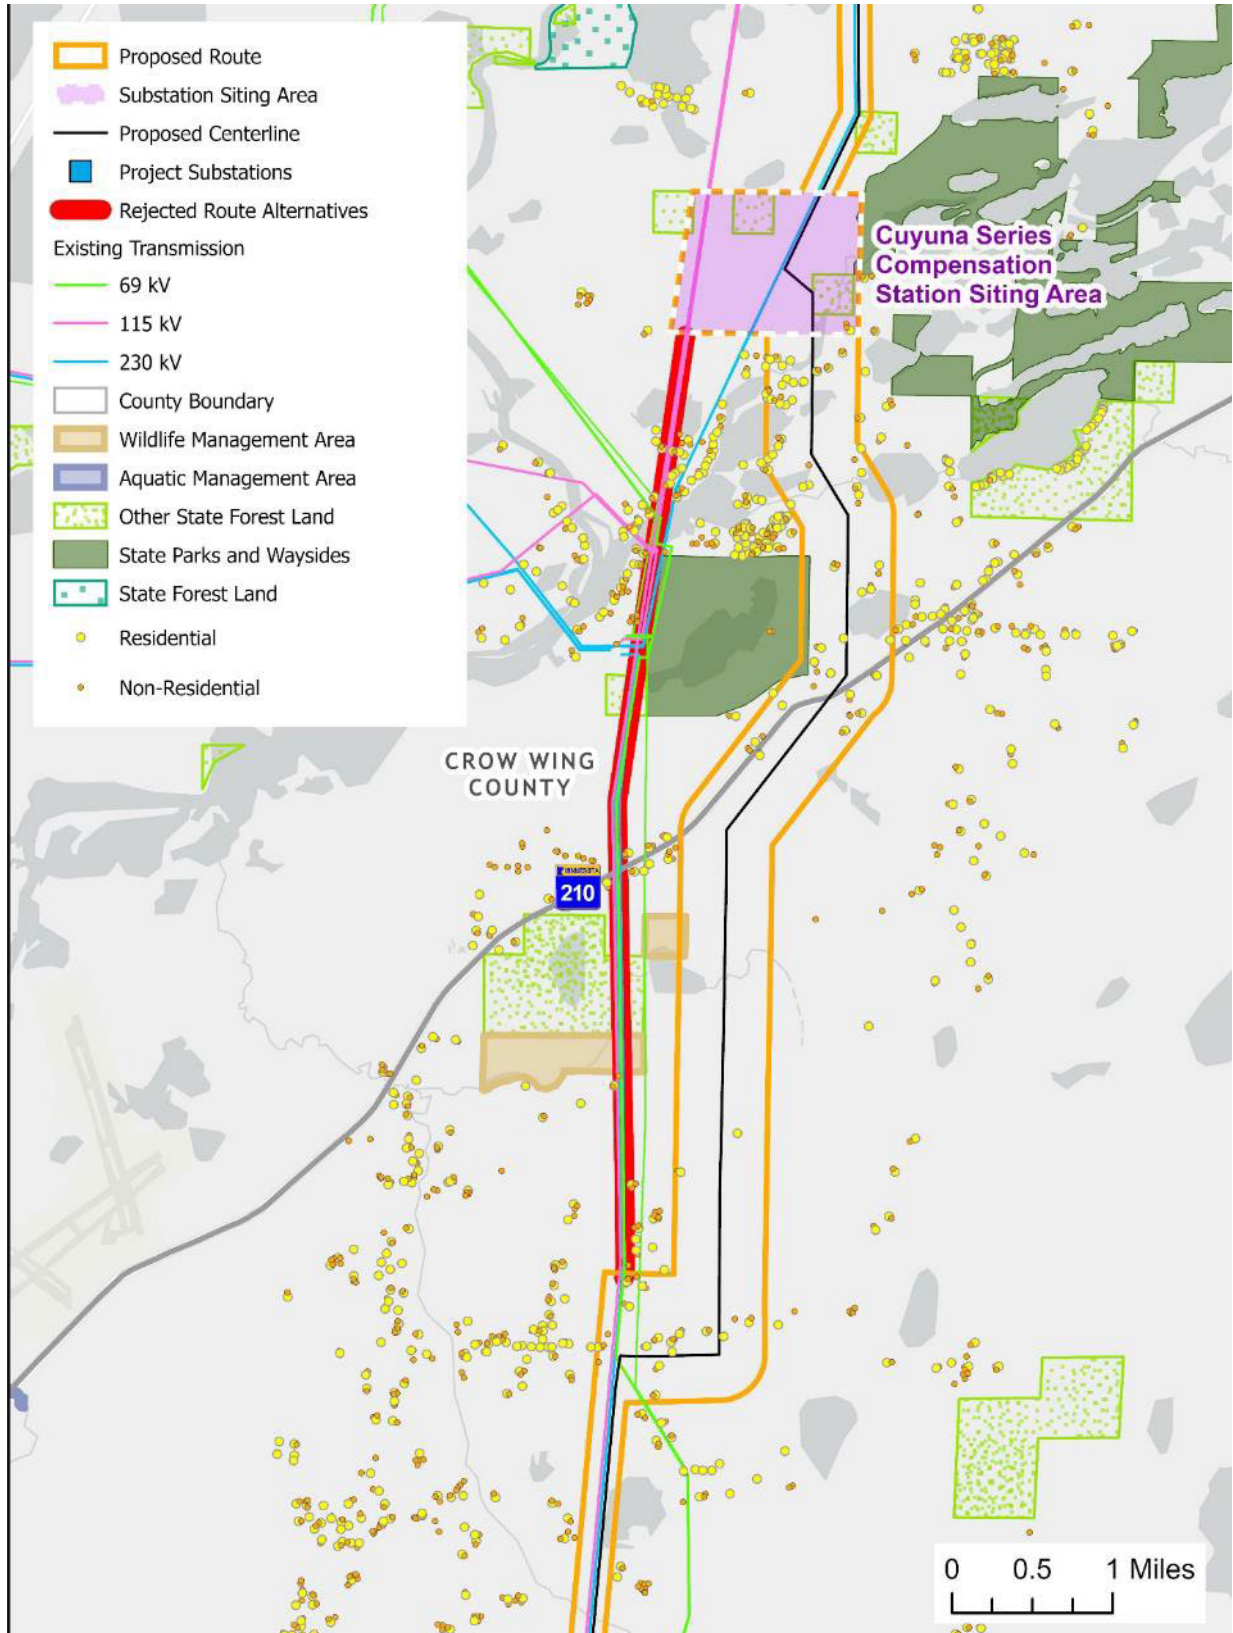 Proposed Route
Substation Siting Area
Proposed Centerline
Project Substations
Rejected Route Alternatives
Existing Transmission
69 kV
115 kV
230 kV
County Boundary
Wildlife Management Area
Aquatic Management Area
Other State Forest Land
State Parks and Waysides
State Forest Land
Residential
Non-Residential
Cuyuna Series
Compensation
Station Siting Area
CROW WING
COUNTY
MINNESOTA
210
0 0.5 1 Miles